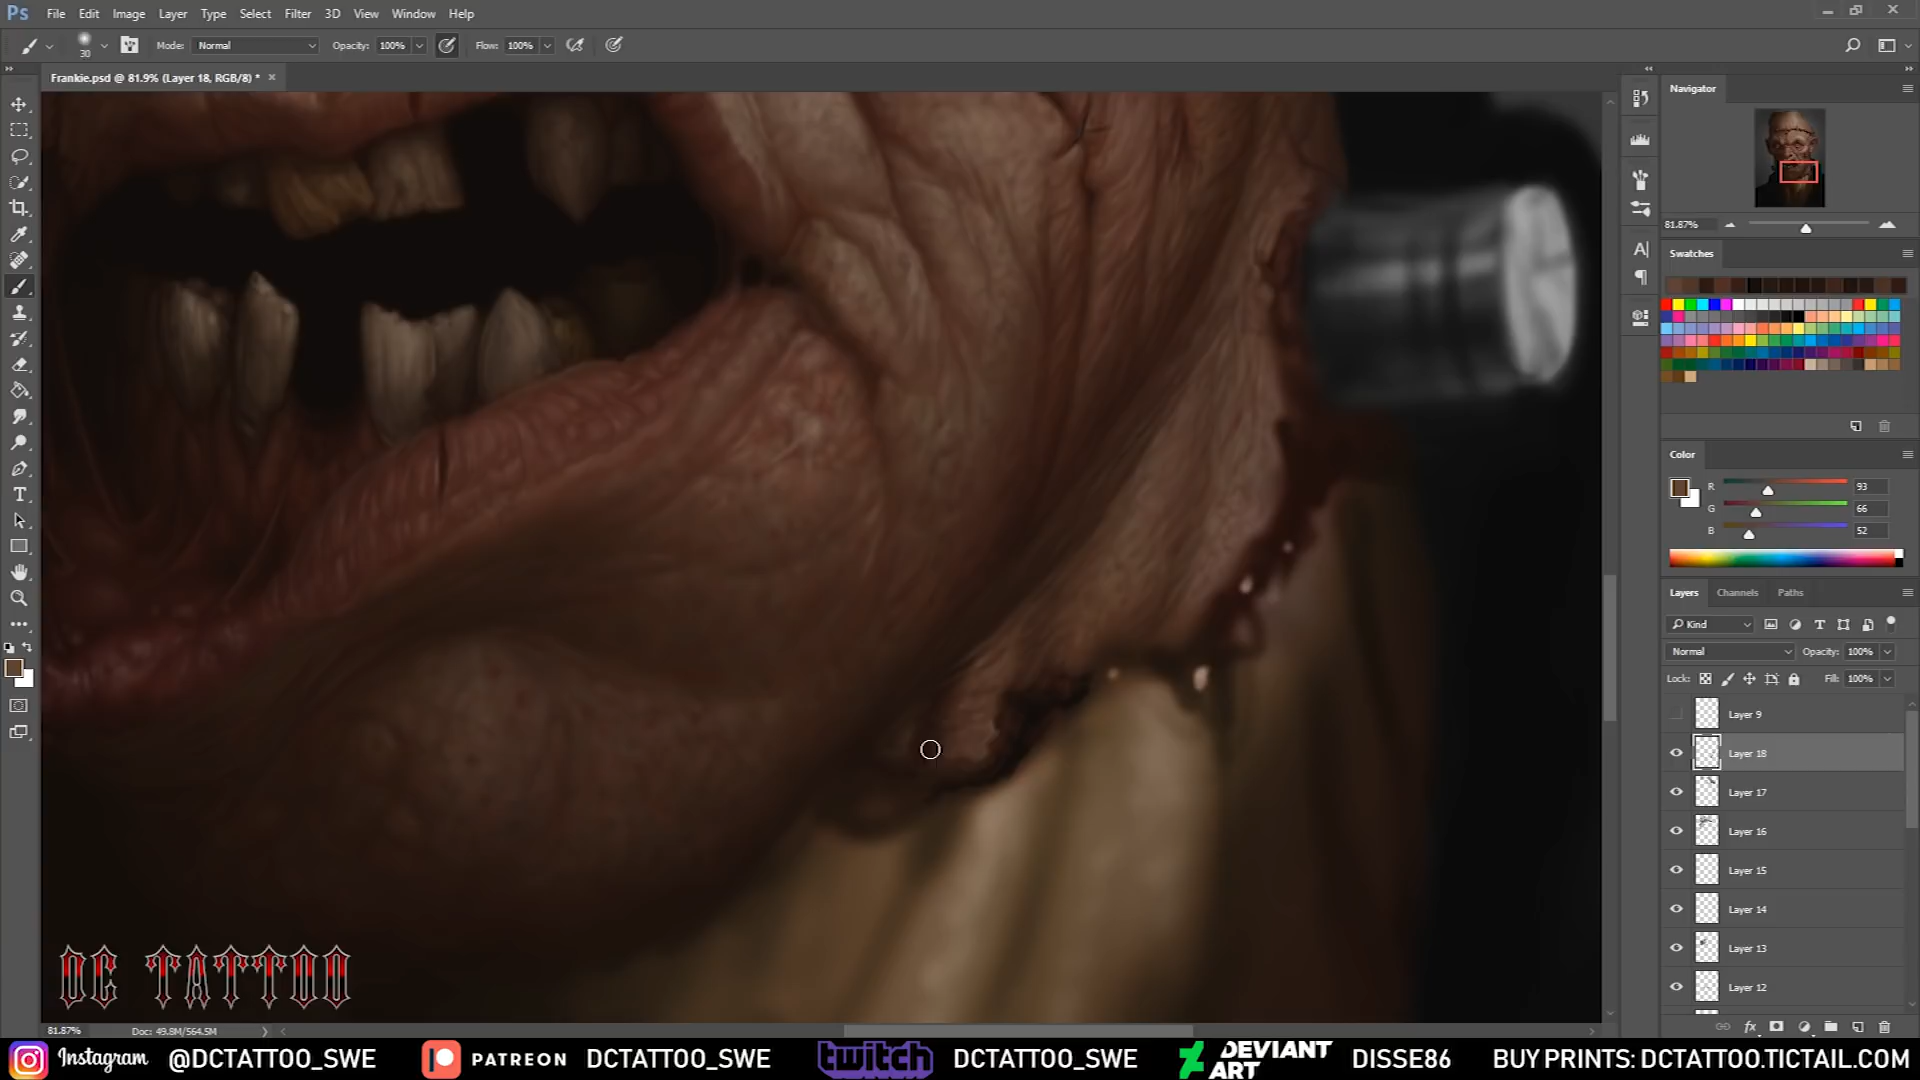 Ps File Edit Image Layer Type Select Filter 3D View Window Help
30 Mode: Normal Opacity: 100% Flow: 100%
Frankie.psd @ 81.9% (Layer 18, RGB/8) * ×
Navigator
81.87%
Swatches
Color
R 93
G 66
B 52
Layers Channels Paths
Kind
Normal Opacity: 100%
Lock: Fill: 100%
Layer 9
Layer 18
Layer 17
Layer 16
Layer 15
Layer 14
Layer 13
Layer 12
DC TATTOO
81.87% Doc: 49.8M/564.5M
Instagram @DCTATTOO_SWE PATREON DCTATTOO_SWE twitch DCTATTOO_SWE DEVIANT ART DISSE86 BUY PRINTS: DCTATTOO.TICTAIL.COM